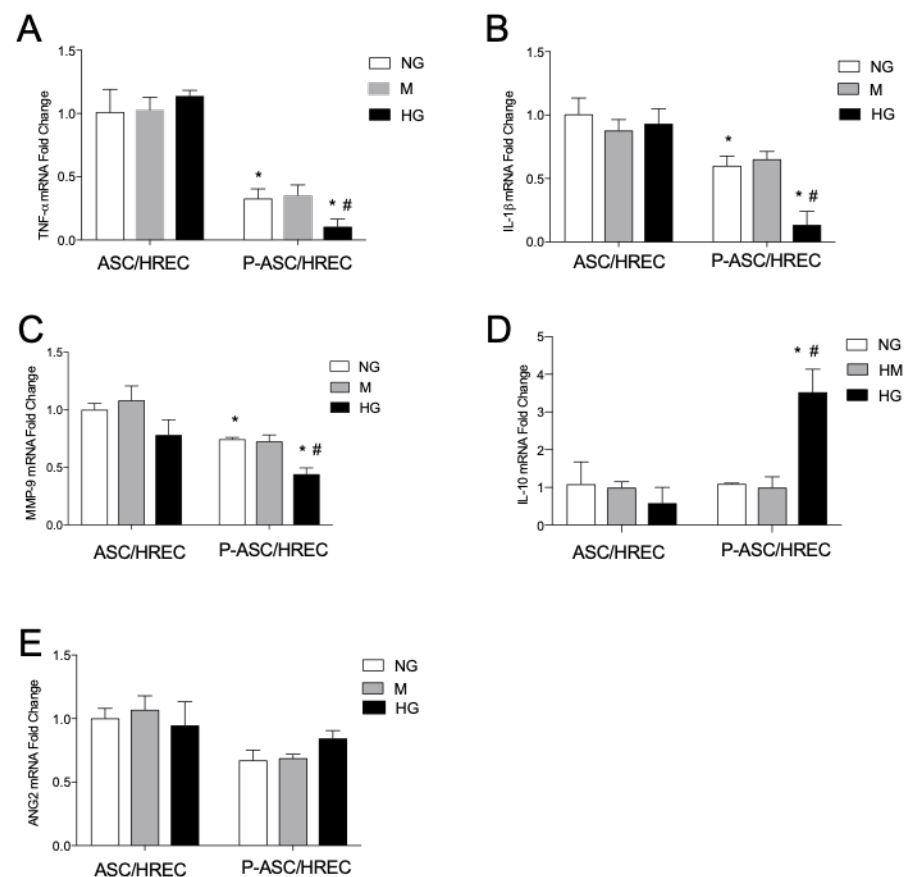 A
TNF-α mRNA Fold Change
1.5
1.0
0.5
0.0
NG
M
HG
*
* #
ASC/HREC
P-ASC/HREC
B
IL-1β mRNA Fold Change
1.5
1.0
0.5
0.0
NG
M
HG
*
* #
ASC/HREC
P-ASC/HREC
C
MMP-9 mRNA Fold Change
1.5
1.0
0.5
0.0
NG
M
HG
*
* #
ASC/HREC
P-ASC/HREC
D
IL-10 mRNA Fold Change
5
4
3
2
1
0
NG
HM
HG
* #
ASC/HREC
P-ASC/HREC
E
ANG2 mRNA Fold Change
1.5
1.0
0.5
0.0
NG
M
HG
ASC/HREC
P-ASC/HREC